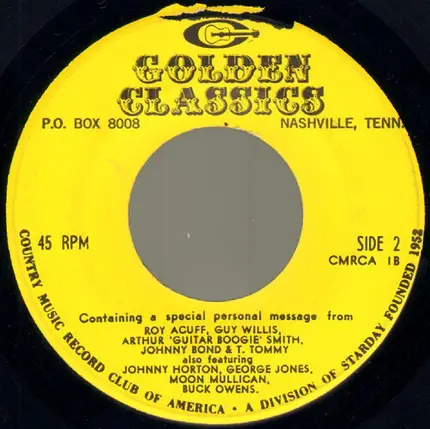 GOLDEN
CLASSICS
P.O. BOX 8008 NASHVILLE, TENN.
45 RPM SIDE 2
CMRCA 1B
Containing a special personal message from
ROY ACUFF, GUY WILLIS,
ARTHUR 'GUITAR BOOGIE' SMITH,
JOHNNY BOND & T. TOMMY
also featuring
JOHNNY HORTON, GEORGE JONES,
MOON MULLICAN,
BUCK OWENS.
COUNTRY MUSIC RECORD CLUB OF AMERICA • A DIVISION OF STARDAY FOUNDED 1952